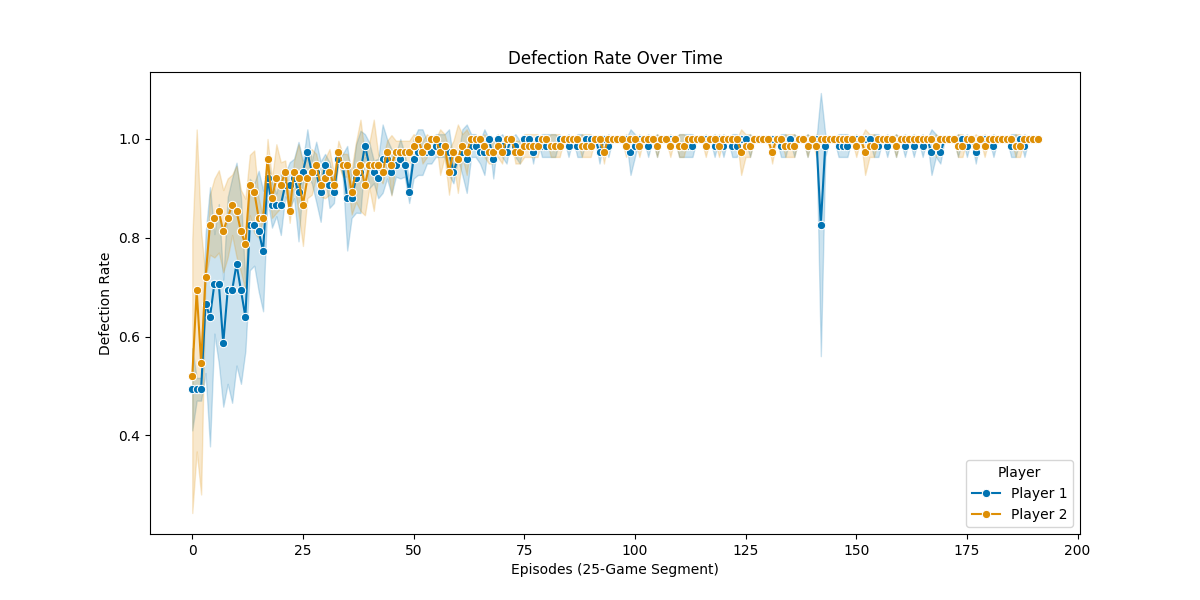 Defection Rate Over Time
Defection Rate
1.0
0.8
0.6
0.4
0
25
50
75
100
125
150
175
200
Episodes (25-Game Segment)
Player
Player 1
Player 2